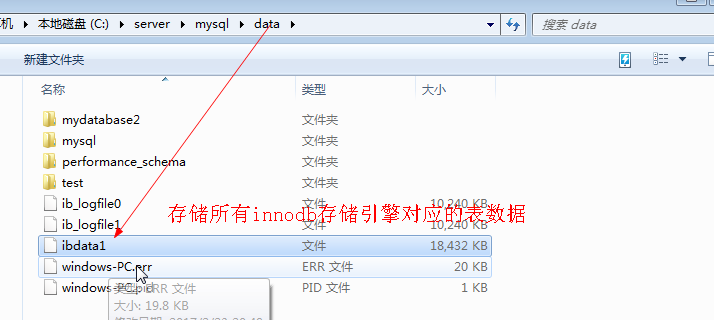 本地磁盘 (C:) ▸ server ▸ mysql ▸ data ▸
搜索 data
新建文件夹
名称 类型 大小
mydatabase2 文件夹
mysql 文件夹
performance_schema 文件夹
test 文件夹
ib_logfile0 文件 10,240 KB
存储所有innodb存储引擎对应的表数据
ib_logfile1 文件 10,240 KB
ibdata1 文件 18,432 KB
windows-PC.err ERR 文件 20 KB
windows-PC.pid PID 文件 1 KB
类型: ERR 文件
大小: 19.8 KB